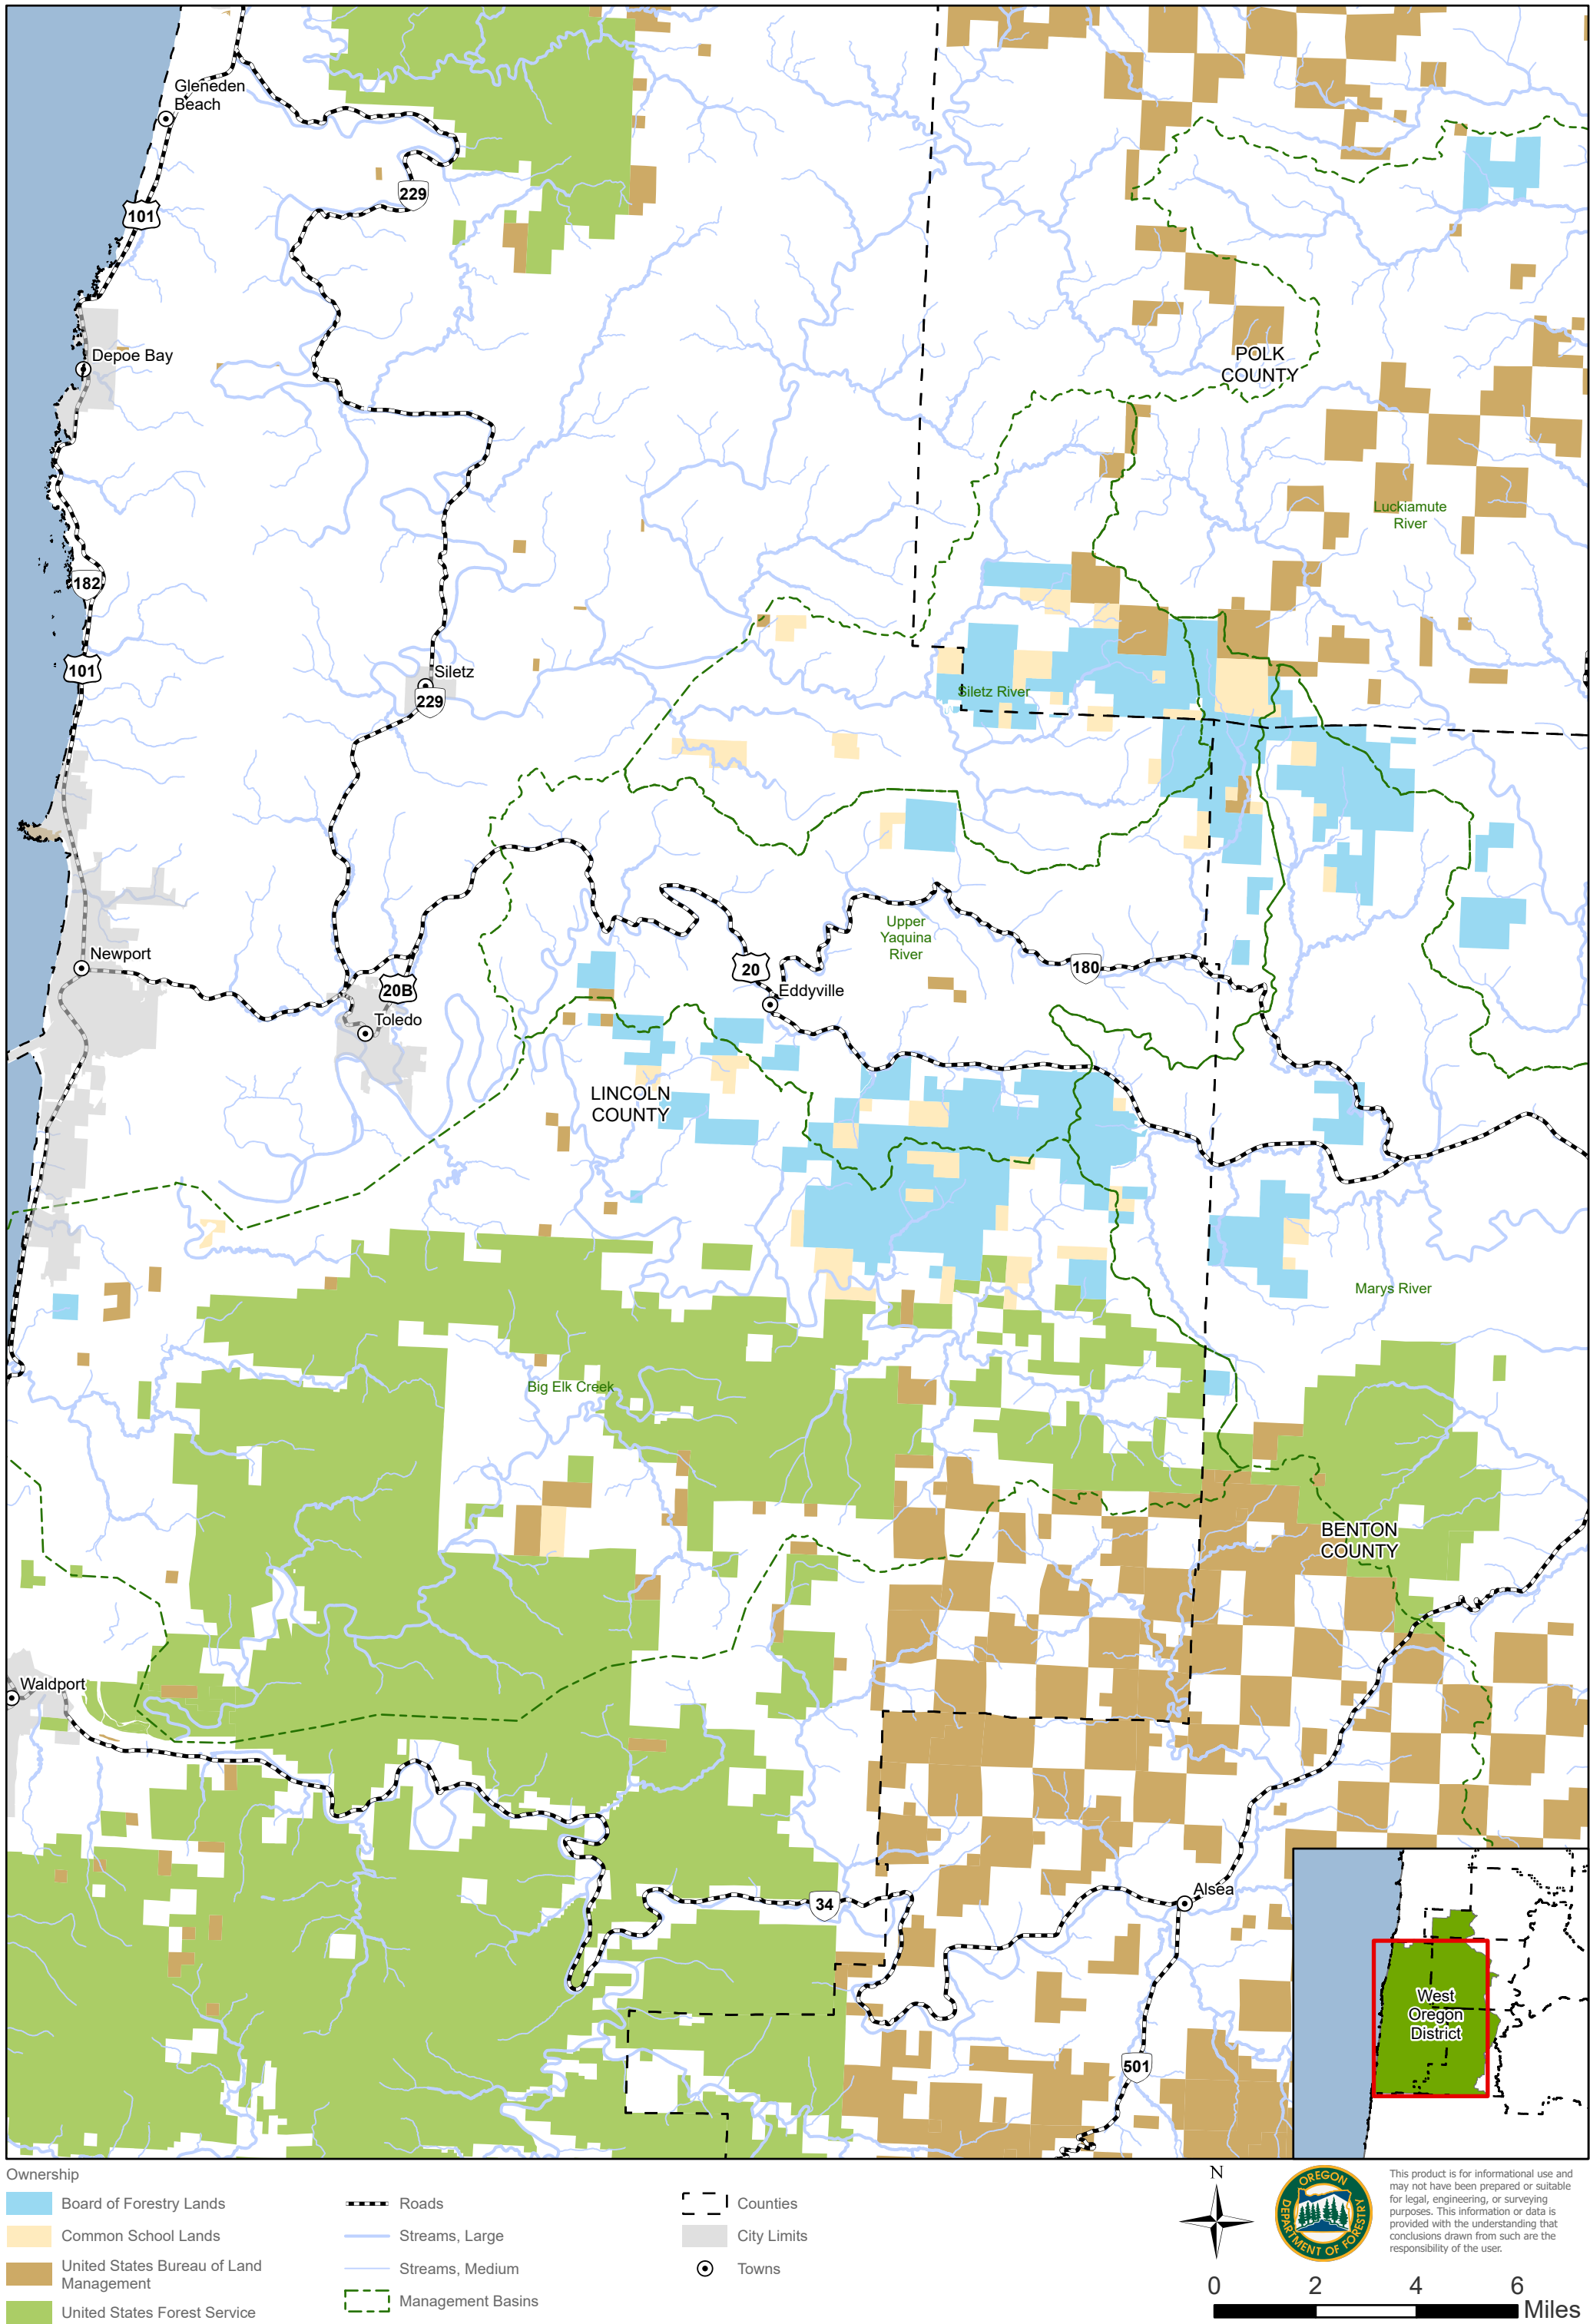 Gleneden
Beach
229
101
Depoe Bay
POLK
COUNTY
Luckiamute
River
182
101
Siletz
229
Siletz River
Newport
20B
Toledo
20
Eddyville
Upper
Yaquina
River
180
LINCOLN
COUNTY
Marys River
Big Elk Creek
BENTON
COUNTY
Waldport
34
Alsea
501
West
Oregon
District
Ownership
Board of Forestry Lands
Common School Lands
United States Bureau of Land
Management
United States Forest Service
Roads
Streams, Large
Streams, Medium
Management Basins
Counties
City Limits
Towns
N
OREGON
DEPARTMENT OF FORESTRY
This product is for informational use and
may not have been prepared or suitable
for legal, engineering, or surveying
purposes. This information or data is
provided with the understanding that
conclusions drawn from such are the
responsibility of the user.
0 2 4 6
Miles